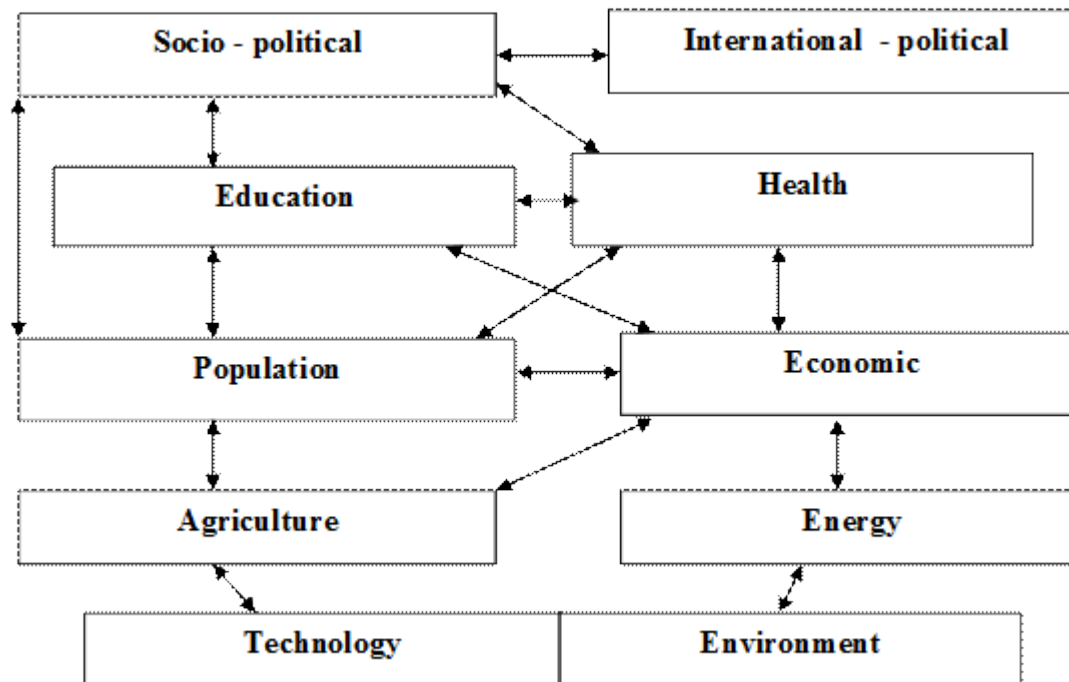 Socio - political
International - political
Education
Health
Population
Economic
Agriculture
Energy
Technology
Environment